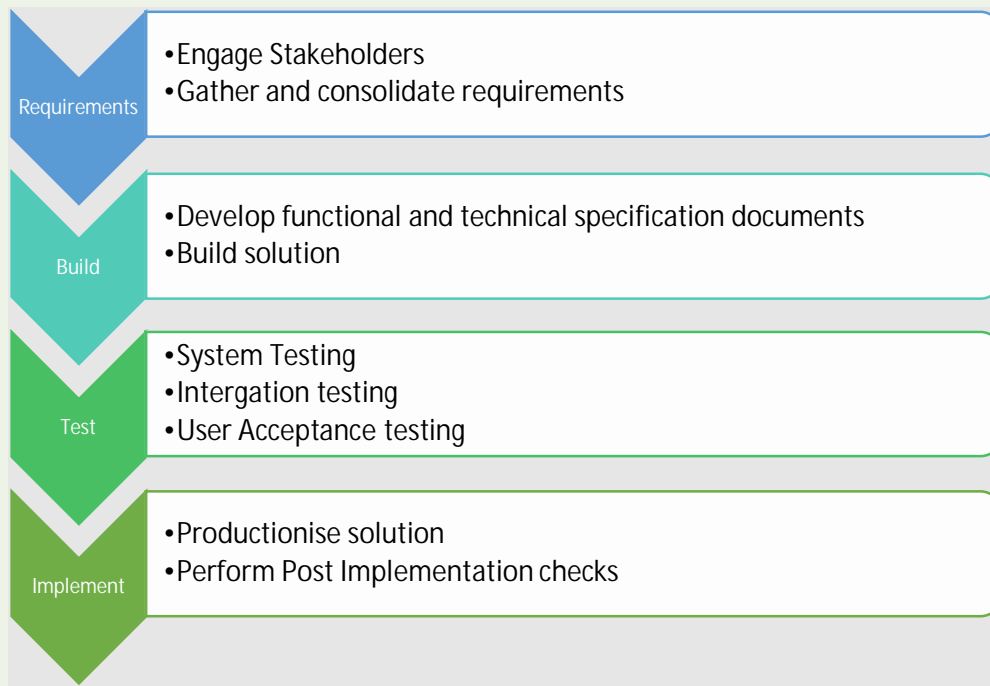 Requirements
•Engage Stakeholders
•Gather and consolidate requirements
Build
•Develop functional and technical specification documents
•Build solution
Test
•System Testing
•Intergation testing
•User Acceptance testing
Implement
•Productionise solution
•Perform Post Implementation checks